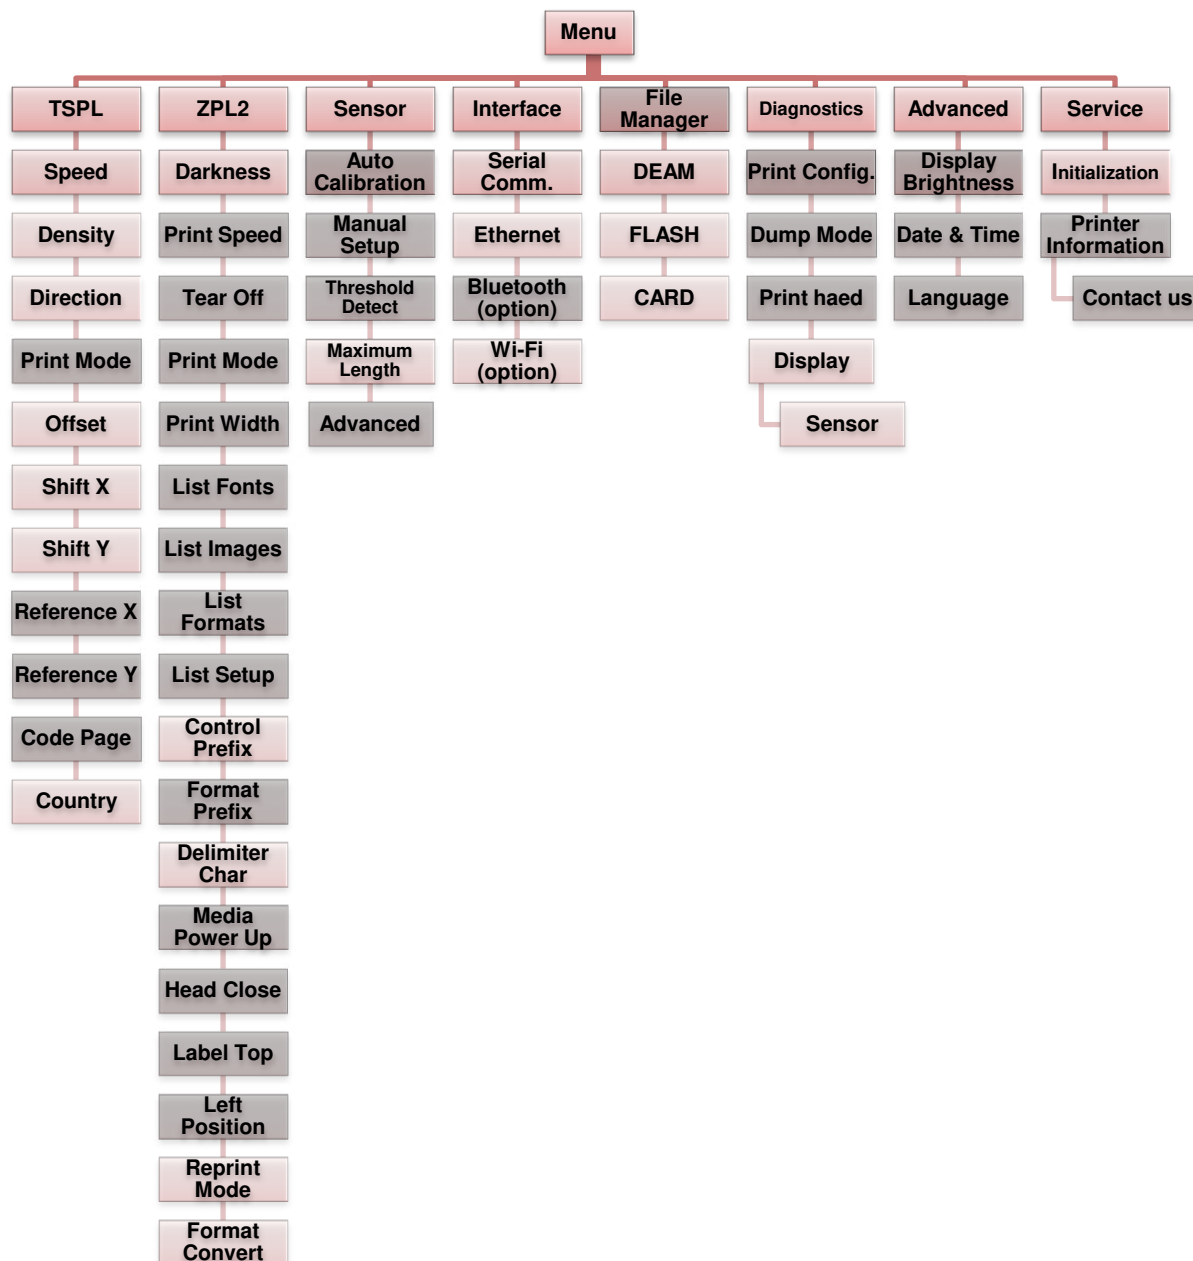 Menu
TSPL
ZPL2
Sensor
Interface
File
Manager
Diagnostics
Advanced
Service
Speed
Darkness
Auto
Calibration
Serial
Comm.
DEAM
Print Config.
Display
Brightness
Initialization
Density
Print Speed
Manual
Setup
Ethernet
FLASH
Dump Mode
Date & Time
Printer
Information
Direction
Tear Off
Threshold
Detect
Bluetooth
(option)
CARD
Print haed
Language
Contact us
Print Mode
Print Mode
Maximum
Length
Wi-Fi
(option)
Display
Offset
Print Width
Advanced
Sensor
Shift X
List Fonts
Shift Y
List Images
Reference X
List
Formats
Reference Y
List Setup
Code Page
Control
Prefix
Country
Format
Prefix
Delimiter
Char
Media
Power Up
Head Close
Label Top
Left
Position
Reprint
Mode
Format
Convert